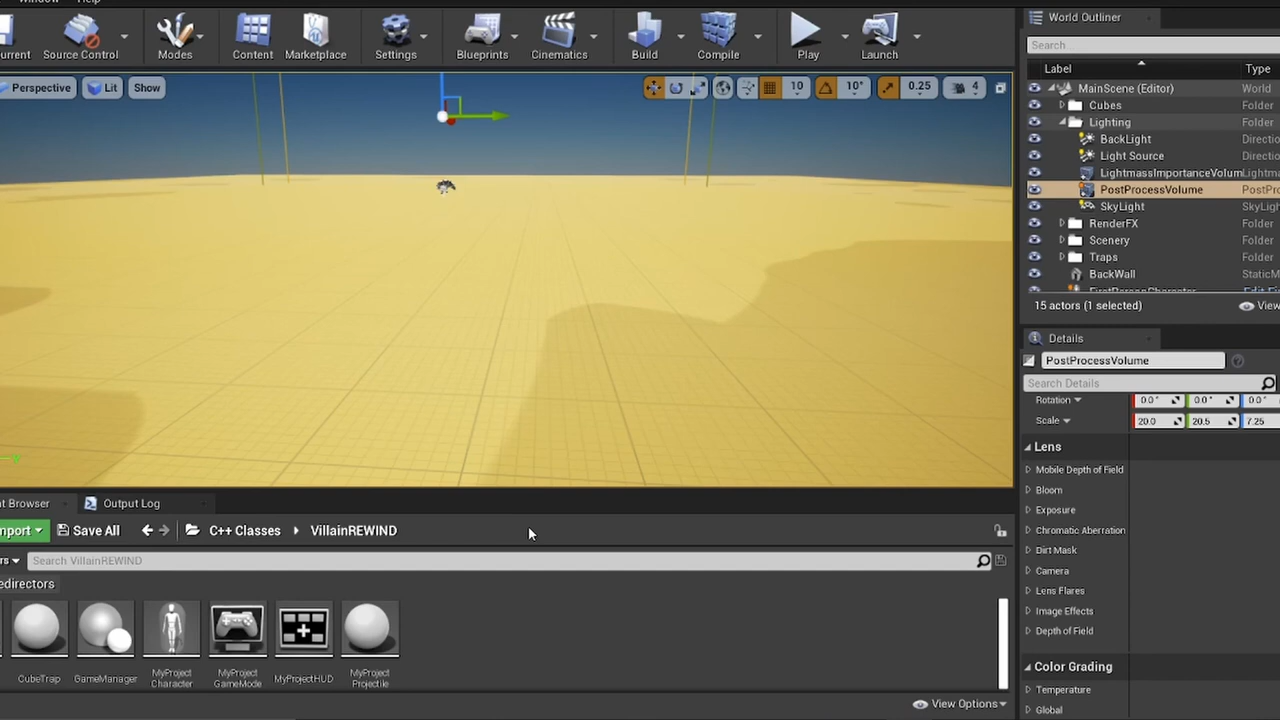 Window Help
urrent Source Control Modes Content Marketplace Settings Blueprints Cinematics Build Compile Play Launch
World Outliner
Perspective Lit Show 10 10° 0.25 4
Search
Label Type
MainScene (Editor) World
Cubes Folder
Lighting Folder
BackLight Directio
Light Source Directio
LightmassImportanceVolum Lightma
PostProcessVolume PostPro
SkyLight SkyLigh
RenderFX Folder
Scenery Folder
Traps Folder
BackWall StaticM
FirstPersonCharacter Edit Fi
15 actors (1 selected) View
Details
PostProcessVolume
Search Details
Rotation 0.0° 0.0° 0.0°
Scale 20.0 20.5 7.25
Lens
Mobile Depth of Field
Bloom
Exposure
Chromatic Aberration
Dirt Mask
Camera
Lens Flares
Image Effects
Depth of Field
Color Grading
Temperature
Global
nt Browser Output Log
mport Save All C++ Classes VillainREWIND
rs Search VillainREWIND
edirectors
CubeTrap GameManager MyProject Character MyProject GameMode MyProjectHUD MyProject Projectile
View Options